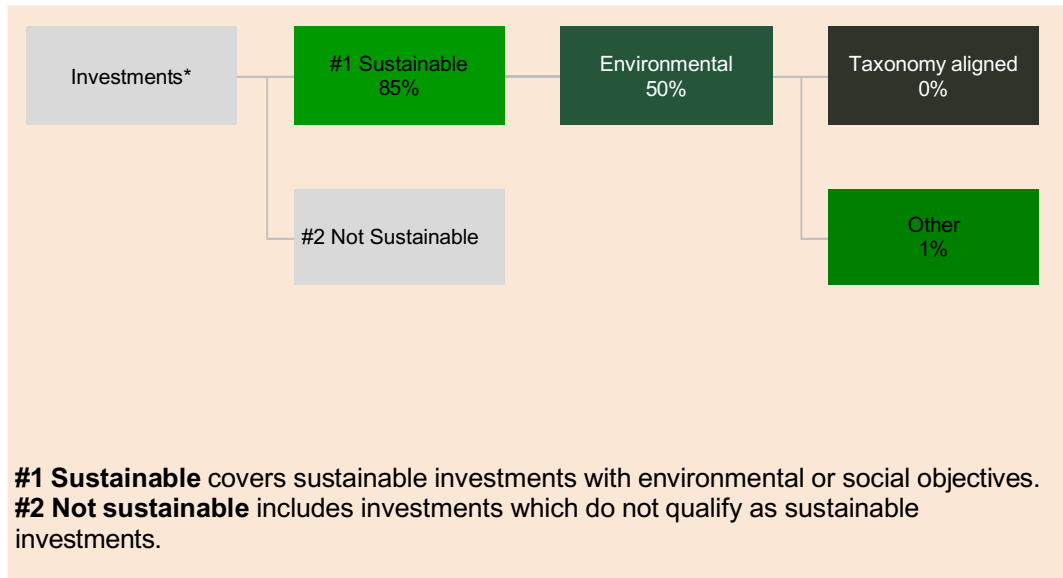 Investments*
#1 Sustainable
85%
Environmental
50%
Taxonomy aligned
0%
#2 Not Sustainable
Other
1%
#1 Sustainable covers sustainable investments with environmental or social objectives.
#2 Not sustainable includes investments which do not qualify as sustainable
investments.